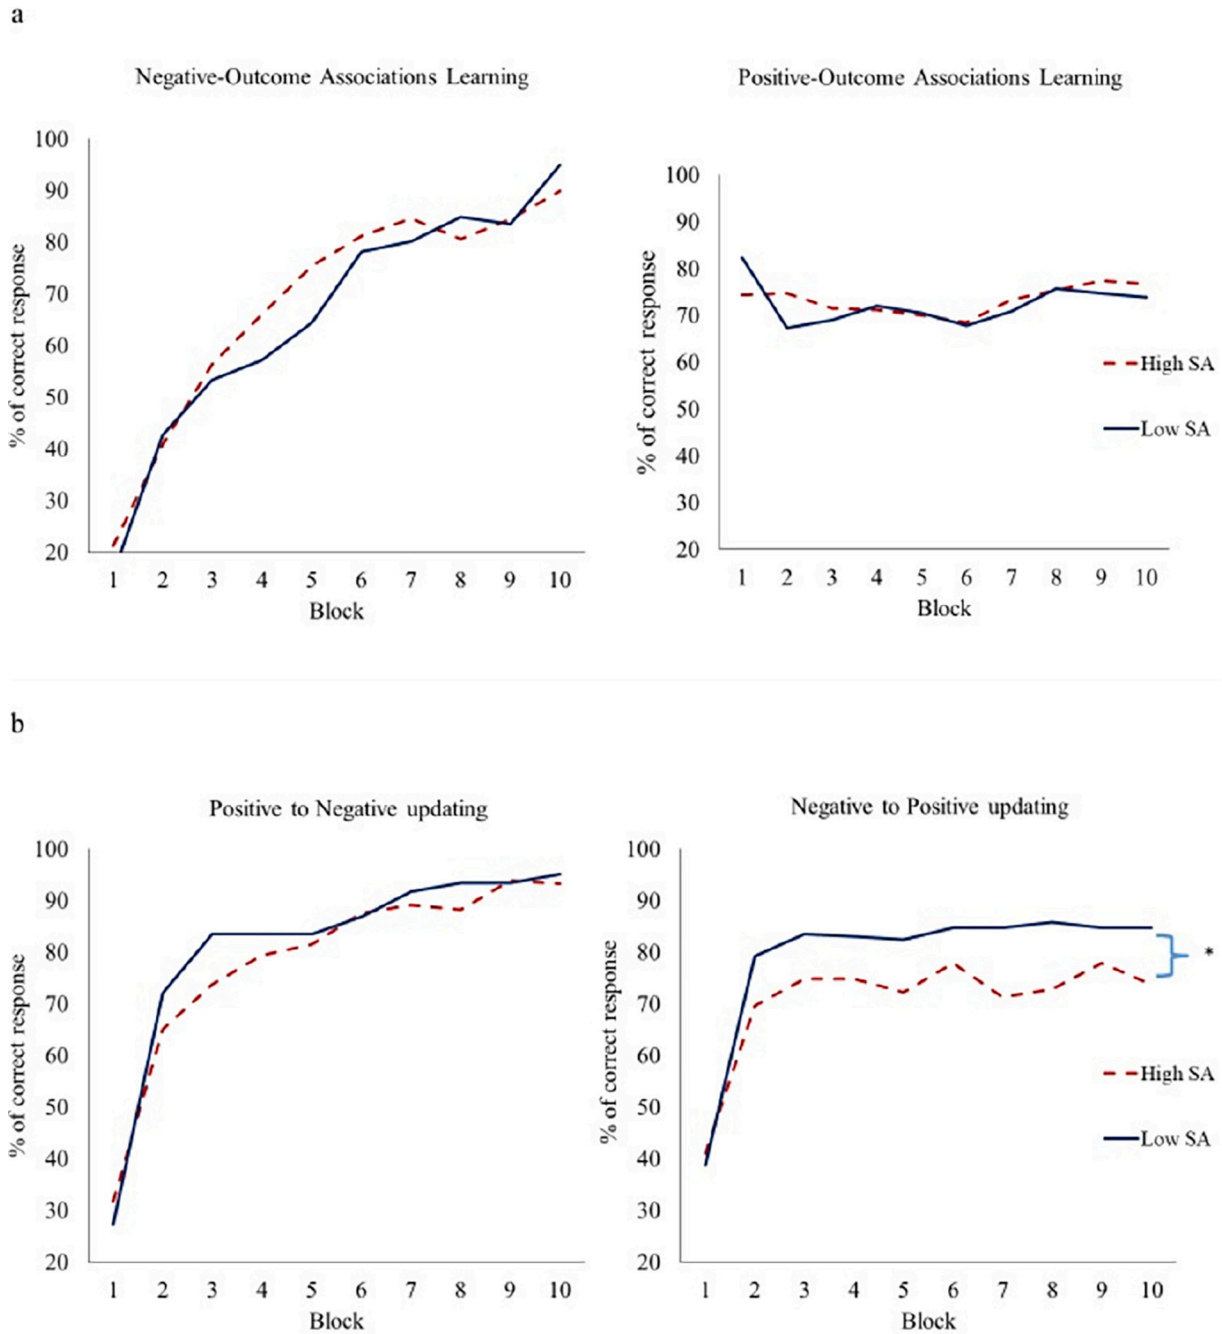 a
Negative-Outcome Associations Learning
% of correct response
100
90
80
70
60
50
40
30
20
1 2 3 4 5 6 7 8 9 10
Block
Positive-Outcome Associations Learning
% of correct response
100
90
80
70
60
50
40
30
20
1 2 3 4 5 6 7 8 9 10
Block
High SA
Low SA
b
Positive to Negative updating
% of correct response
100
90
80
70
60
50
40
30
20
1 2 3 4 5 6 7 8 9 10
Block
Negative to Positive updating
% of correct response
100
90
80
70
60
50
40
30
20
1 2 3 4 5 6 7 8 9 10
Block
*
High SA
Low SA